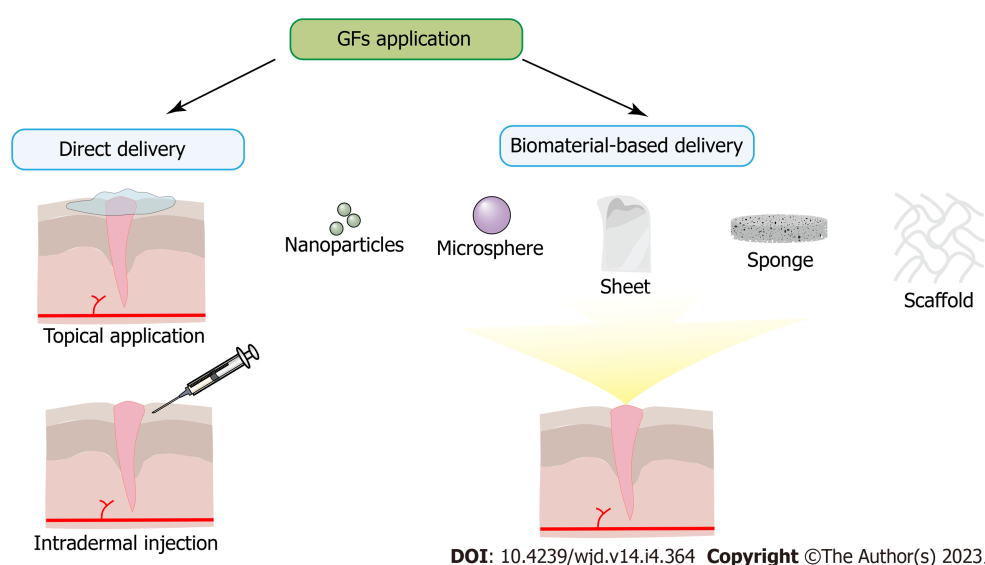 GFs application
Direct delivery
Biomaterial-based delivery
Nanoparticles
Microsphere
Sheet
Sponge
Scaffold
Topical application
Intradermal injection
DOI: 10.4239/wjd.v14.i4.364 Copyright ©The Author(s) 2023.